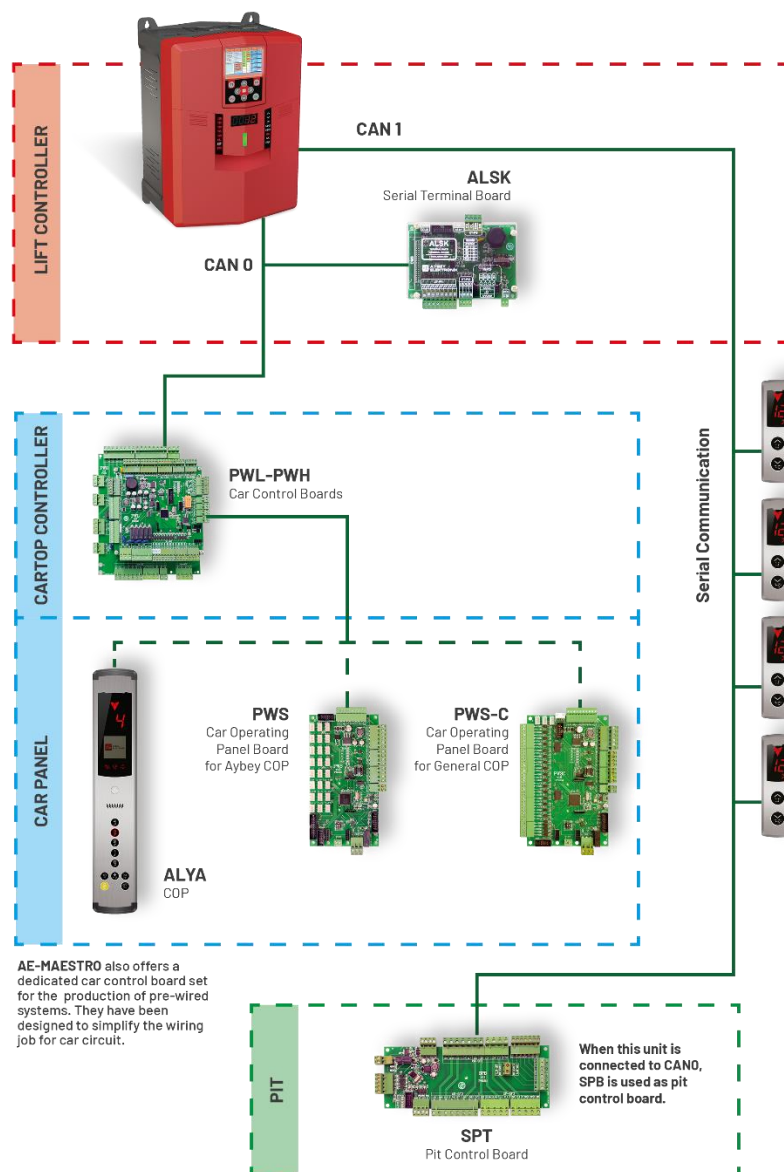 LIFT CONTROLLER
CAN 1
ALSK
Serial Terminal Board
ALSK
CAN 0
CARTOP CONTROLLER
PWL-PWH
Car Control Boards
Serial Communication
CAR PANEL
4
PWS
Car Operating
Panel Board
for Aybey COP
PWS-C
Car Operating
Panel Board
for General COP
ALYA
COP
AE-MAESTRO also offers a
dedicated car control board set
for the production of pre-wired
systems. They have been
designed to simplify the wiring
job for car circuit.
PIT
When this unit is
connected to CAN0,
SPB is used as pit
control board.
SPT
Pit Control Board